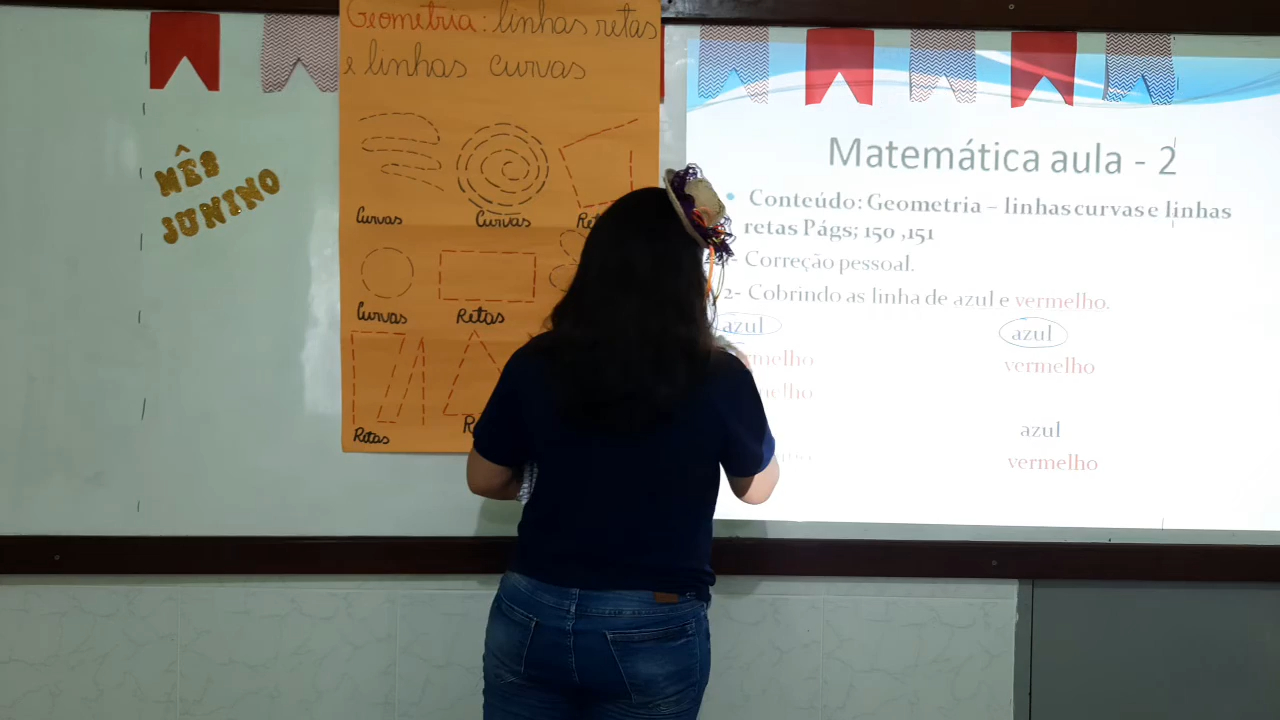 MÊS
JUNINO
Geometria: linhas retas
e linhas curvas
Curvas
Curvas
Curvas
Retas
Retas
Matemática aula - 2
Conteúdo: Geometria – linhas curvas e linhas
retas Págs; 150 ,151
Correção pessoal.
2- Cobrindo as linha de azul e vermelho.
azul
azul
vermelho
azul
vermelho